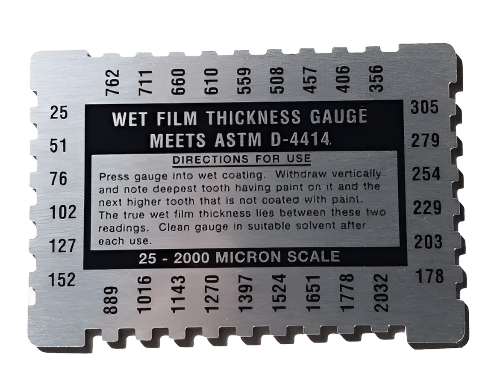 762 711 660 610 559 508 457 406 356
25
51
76
102
127
152
305
279
254
229
203
178
WET FILM THICKNESS GAUGE
MEETS ASTM D-4414.
DIRECTIONS FOR USE
Press gauge into wet coating. Withdraw vertically
and note deepest tooth having paint on it and the
next higher tooth that is not coated with paint.
The true wet film thickness lies between these two
readings. Clean gauge in suitable solvent after
each use.
25 - 2000 MICRON SCALE
889 1016 1143 1270 1397 1524 1651 1778 2032